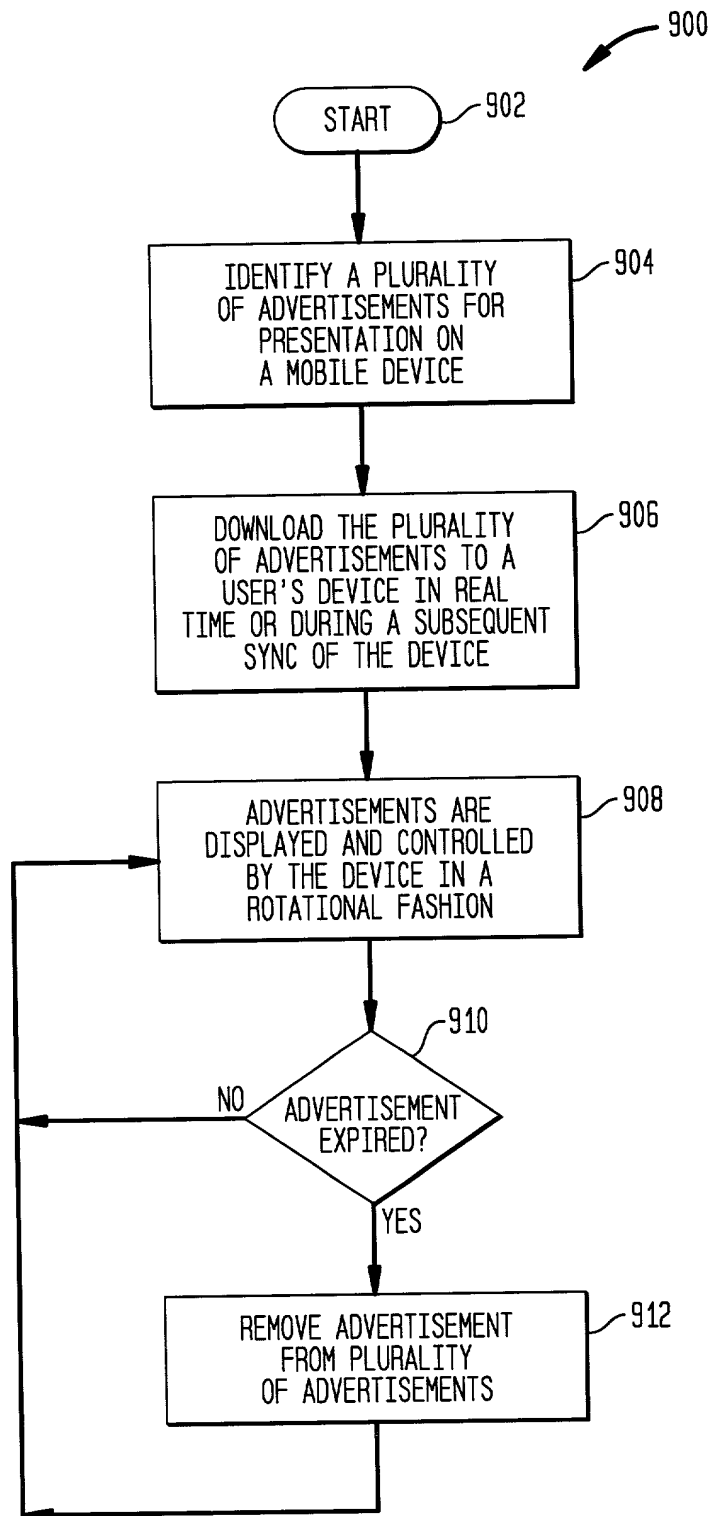 900
START
902
IDENTIFY A PLURALITY
OF ADVERTISEMENTS FOR
PRESENTATION ON
A MOBILE DEVICE
904
DOWNLOAD THE PLURALITY
OF ADVERTISEMENTS TO A
USER'S DEVICE IN REAL
TIME OR DURING A SUBSEQUENT
SYNC OF THE DEVICE
906
ADVERTISEMENTS ARE
DISPLAYED AND CONTROLLED
BY THE DEVICE IN A
ROTATIONAL FASHION
908
910
NO
ADVERTISEMENT
EXPIRED?
YES
REMOVE ADVERTISEMENT
FROM PLURALITY
OF ADVERTISEMENTS
912